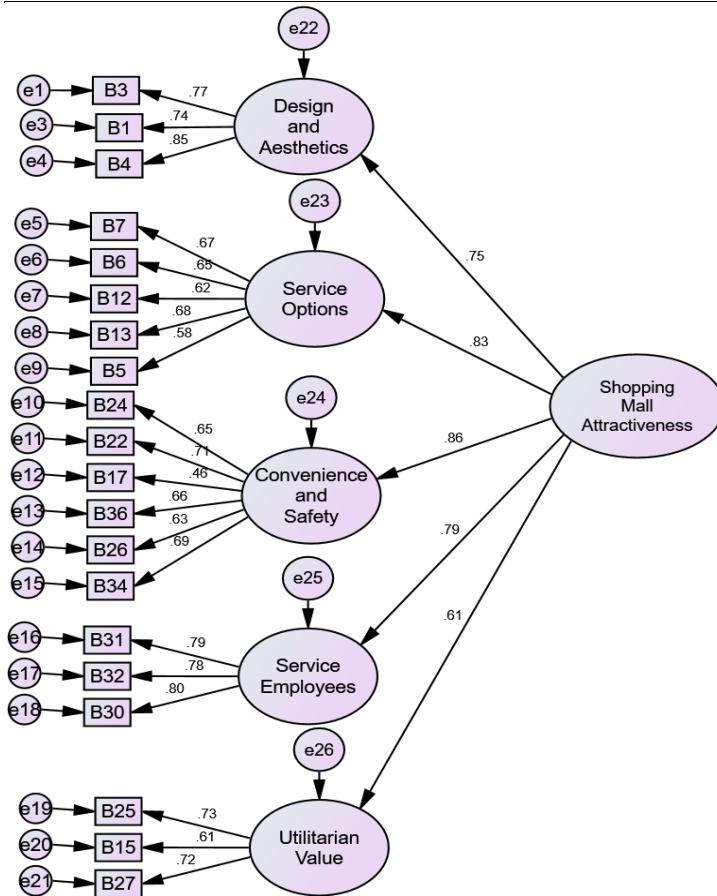 e22
e1
B3
.77
Design
and
Aesthetics
e3
B1
.74
e4
B4
.85
e23
e5
B7
.67
.75
e6
B6
.65
Service
Options
e7
B12
.62
e8
B13
.68
.83
e9
B5
.58
Shopping
Mall
Attractiveness
e10
B24
.65
e24
e11
B22
.71
.86
e12
B17
.46
Convenience
and
Safety
e13
B36
.66
e14
B26
.63
e15
B34
.69
.79
e25
.61
e16
B31
.79
Service
Employees
e17
B32
.78
e18
B30
.80
e26
e19
B25
.73
Utilitarian
Value
e20
B15
.61
e21
B27
.72